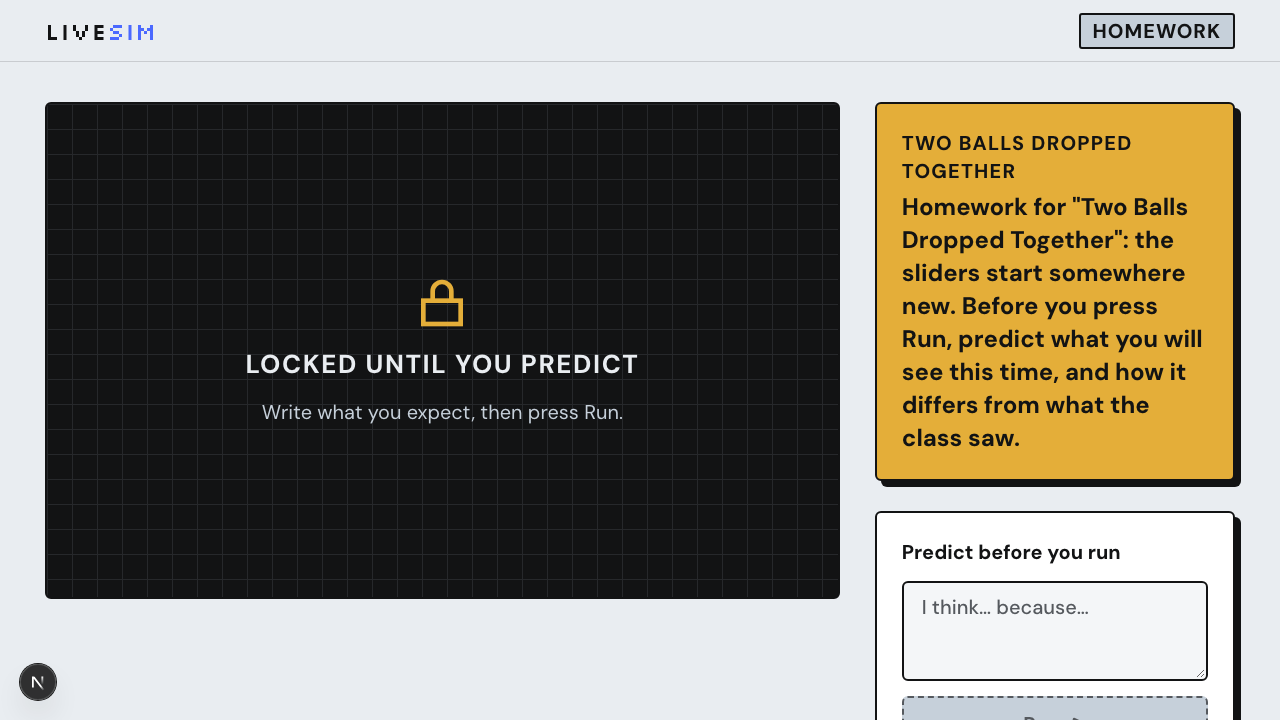 LIVESIM
HOMEWORK
LOCKED UNTIL YOU PREDICT
Write what you expect, then press Run.
TWO BALLS DROPPED
TOGETHER
Homework for "Two Balls
Dropped Together": the
sliders start somewhere
new. Before you press
Run, predict what you will
see this time, and how it
differs from what the
class saw.
Predict before you run
I think... because...
N